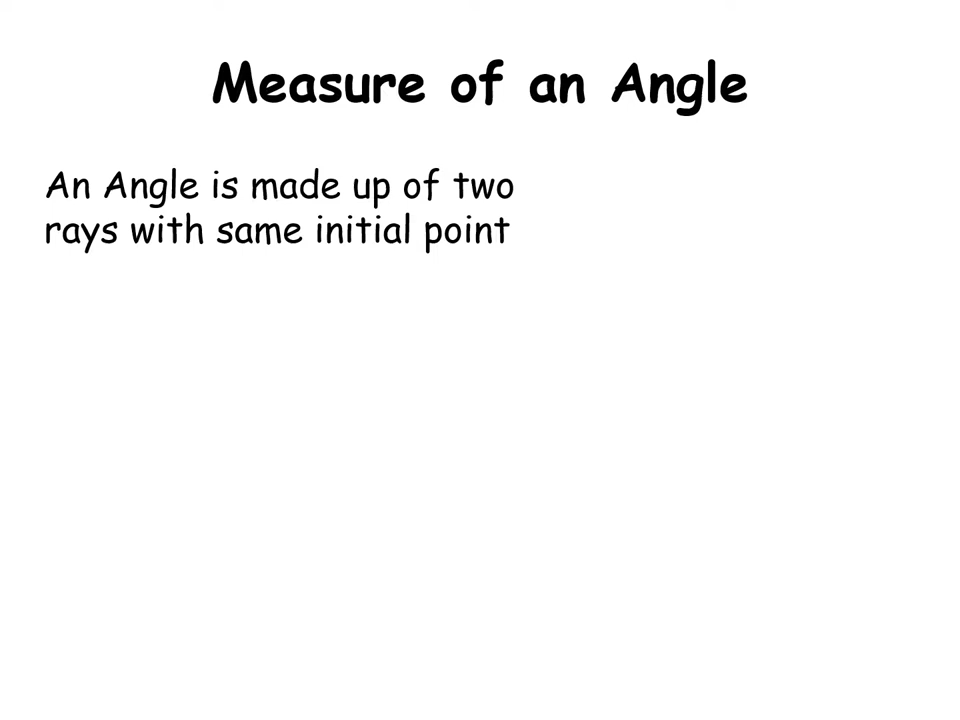 Measure of an Angle
An Angle is made up of two
rays with same initial point